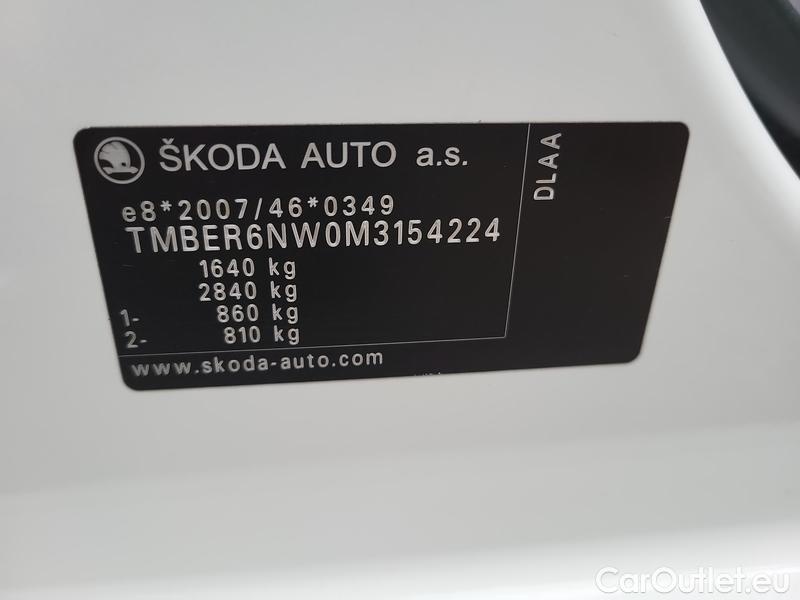 ŠKODA AUTO a.s.
e8*2007/46*0349
TMBER6NW0M3154224
1640 kg
2840 kg
1- 860 kg
2- 810 kg
www.skoda-auto.com
DLAA
CarOutlet.eu